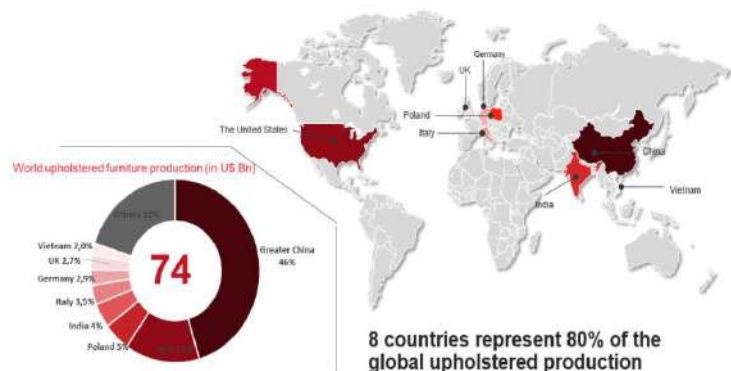 Germany
UK
Poland
Italy
The United States
China
India
Vietnam
World upholstered furniture production (in US$ Bn)
Others
Vietnam 2,0%
UK 2,7%
Germany 2,9%
Italy 3,5%
India 4%
Poland 5%
Greater China
46%
74
8 countries represent 80% of the
global upholstered production